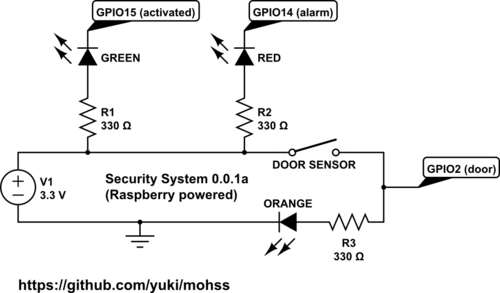 GPIO15 (activated)
GPIO14 (alarm)
GREEN
RED
R1
330 Ω
R2
330 Ω
DOOR SENSOR
GPIO2 (door)
V1
3.3 V
Security System 0.0.1a
(Raspberry powered)
ORANGE
R3
330 Ω
https://github.com/yuki/mohss